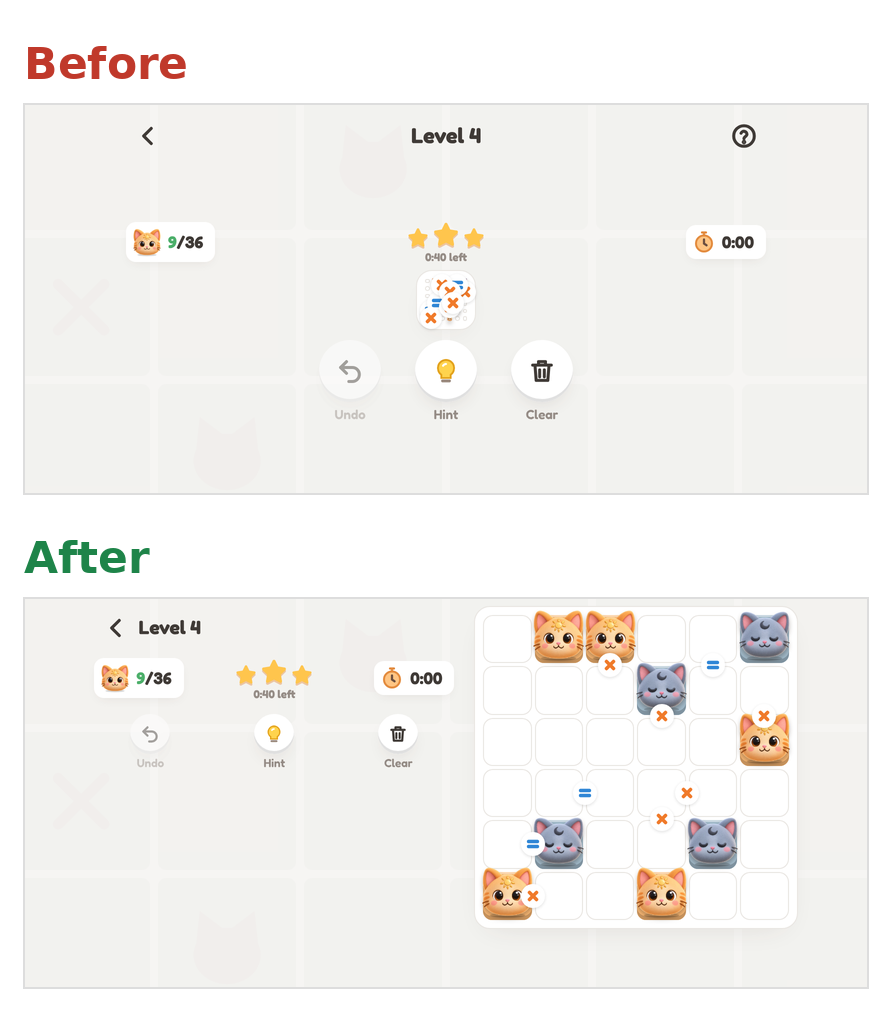 Before
Level 4
9/36
0:40 left
0:00
Undo
Hint
Clear
After
Level 4
9/36
0:40 left
0:00
Undo
Hint
Clear